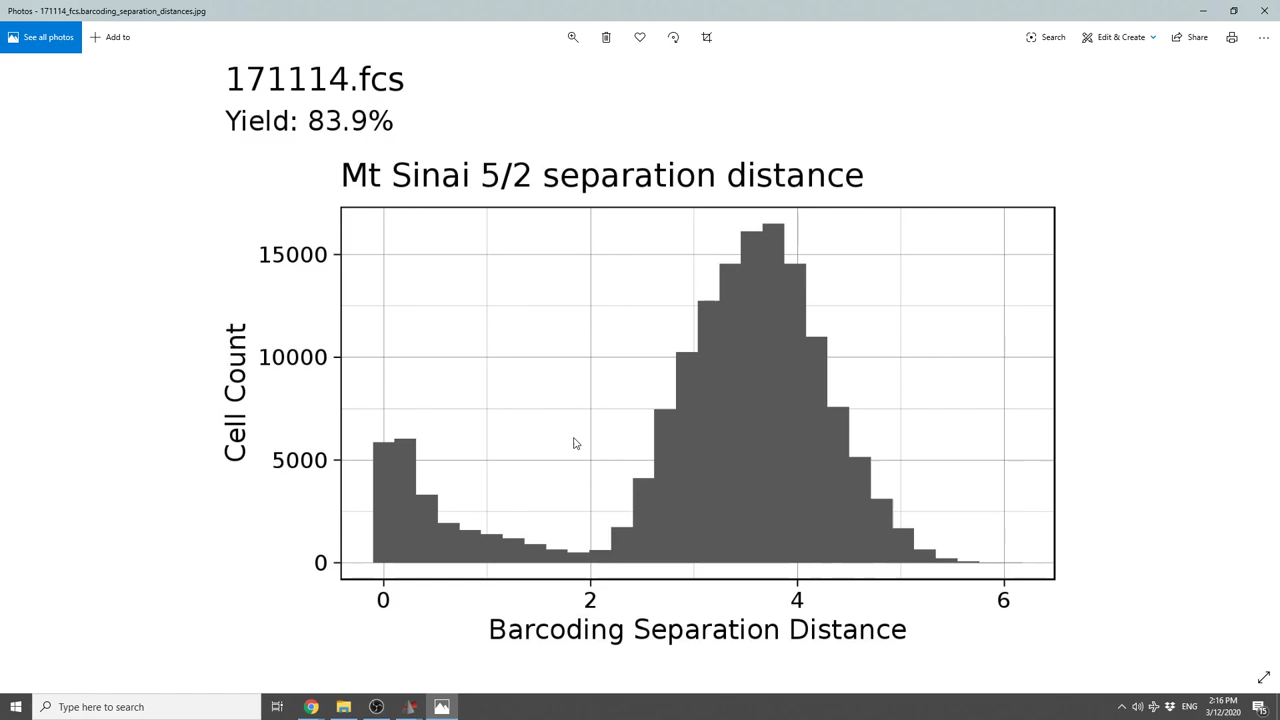 Photos - 171114_fcs.barcoding_separation_distances.jpg
See all photos
Add to
Search
Edit & Create
Share
171114.fcs
Yield: 83.9%
Mt Sinai 5/2 separation distance
15000
10000
5000
0
Cell Count
0 2 4 6
Barcoding Separation Distance
Type here to search
ENG
2:16 PM
3/12/2020
15